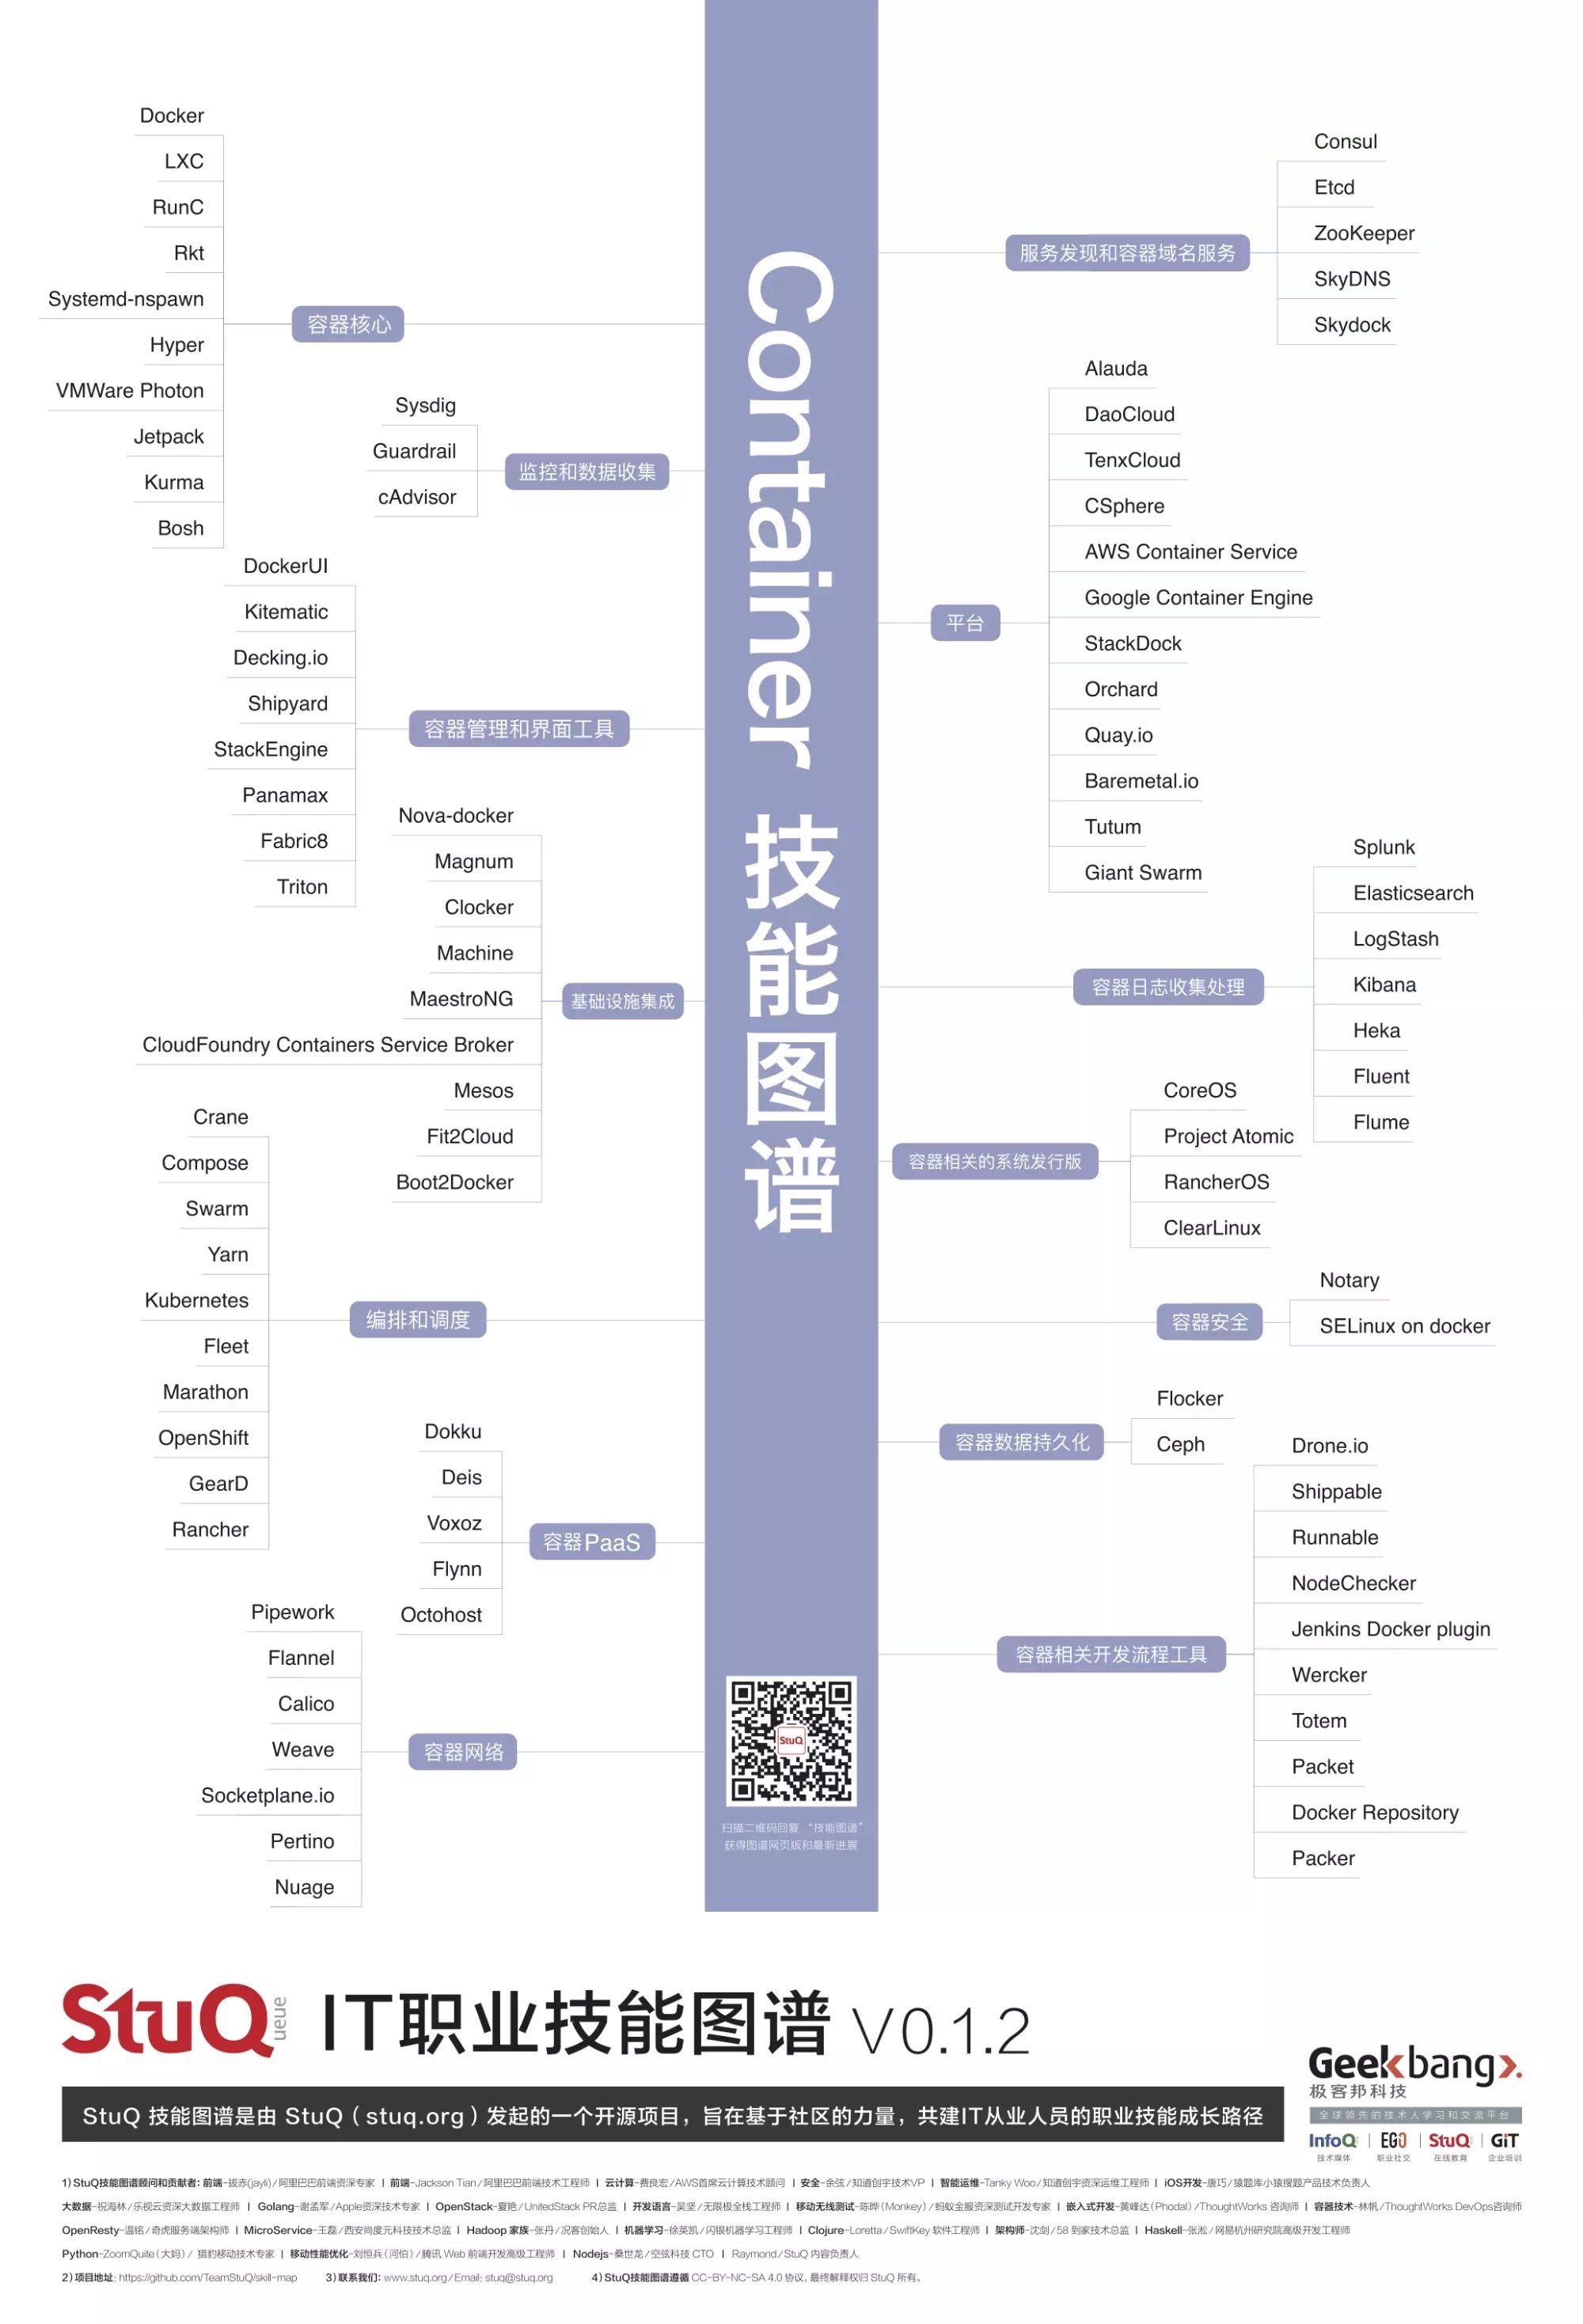 Container 技能图谱
Docker
LXC
RunC
Rkt
Systemd-nspawn
Hyper
VMWare Photon
Jetpack
Kurma
Bosh
容器核心
Sysdig
Guardrail
cAdvisor
监控和数据收集
DockerUI
Kitematic
Decking.io
Shipyard
StackEngine
Panamax
Fabric8
Triton
容器管理和界面工具
Nova-docker
Magnum
Clocker
Machine
MaestroNG
CloudFoundry Containers Service Broker
Mesos
Fit2Cloud
Boot2Docker
基础设施集成
Crane
Compose
Swarm
Yarn
Kubernetes
Fleet
Marathon
OpenShift
GearD
Rancher
编排和调度
Dokku
Deis
Voxoz
Flynn
Octohost
容器PaaS
Pipework
Flannel
Calico
Weave
Socketplane.io
Pertino
Nuage
容器网络
服务发现和容器域名服务
Consul
Etcd
ZooKeeper
SkyDNS
Skydock
平台
Alauda
DaoCloud
TenxCloud
CSphere
AWS Container Service
Google Container Engine
StackDock
Orchard
Quay.io
Baremetal.io
Tutum
Giant Swarm
容器日志收集处理
Splunk
Elasticsearch
LogStash
Kibana
Heka
Fluent
Flume
容器相关的系统发行版
CoreOS
Project Atomic
RancherOS
ClearLinux
容器安全
Notary
SELinux on docker
容器数据持久化
Flocker
Ceph
容器相关开发流程工具
Drone.io
Shippable
Runnable
NodeChecker
Jenkins Docker plugin
Wercker
Totem
Packet
Docker Repository
Packer
StuQ
扫描二维码回复 “技能图谱”
获得图谱网页版和最新进展
StuQ ueue IT职业技能图谱 V0.1.2
Geekbang>.
极客邦科技
全球领先的技术人学习和交流平台
InfoQ | EGO | StuQ | GiT
技术媒体 职业社交 在线教育 企业培训
StuQ 技能图谱是由 StuQ（stuq.org）发起的一个开源项目，旨在基于社区的力量，共建IT从业人员的职业技能成长路径
1）StuQ技能图谱顾问和贡献者: 前端-拔赤(jayli)/阿里巴巴前端资深专家 | 前端-Jackson Tian/阿里巴巴前端技术工程师 | 云计算-费良宏/AWS首席云计算技术顾问 | 安全-余弦/知道创宇技术VP | 智能运维-Tanky Woo/知道创宇资深运维工程师 | iOS开发-唐巧/猿题库小猿搜题产品技术负责人
大数据-祝海林/乐视云资深大数据工程师 | Golang-谢孟军/Apple资深技术专家 | OpenStack-夏艳/UnitedStack PR总监 | 开发语言-吴坚/无限极全栈工程师 | 移动无线测试-陈晔（Monkey）/蚂蚁金服资深测试开发专家 | 嵌入式开发-黄峰达（Phodal）/ThoughtWorks 咨询师 | 容器技术-林帆/ThoughtWorks DevOps咨询师
OpenResty-温铭/奇虎服务端架构师 | MicroService-王磊/西安尚度元科技技术总监 | Hadoop 家族-张丹/况客创始人 | 机器学习-徐英凯/闪银机器学习工程师 | Clojure-Loretta/SwiftKey 软件工程师 | 架构师-沈剑/58 到家技术总监 | Haskell-张淞/网易杭州研究院高级开发工程师
Python-ZoomQuite（大妈）/ 猎豹移动技术专家 | 移动性能优化-刘恒兵（河伯）/腾讯 Web 前端开发高级工程师 | Nodejs-桑世龙/空弦科技 CTO | Raymond/StuQ 内容负责人
2）项目地址: https://github.com/TeamStuQ/skill-map 3）联系我们: www.stuq.org/Email: stuq@stuq.org 4）StuQ技能图谱遵循 CC-BY-NC-SA 4.0 协议, 最终解释权归 StuQ 所有。